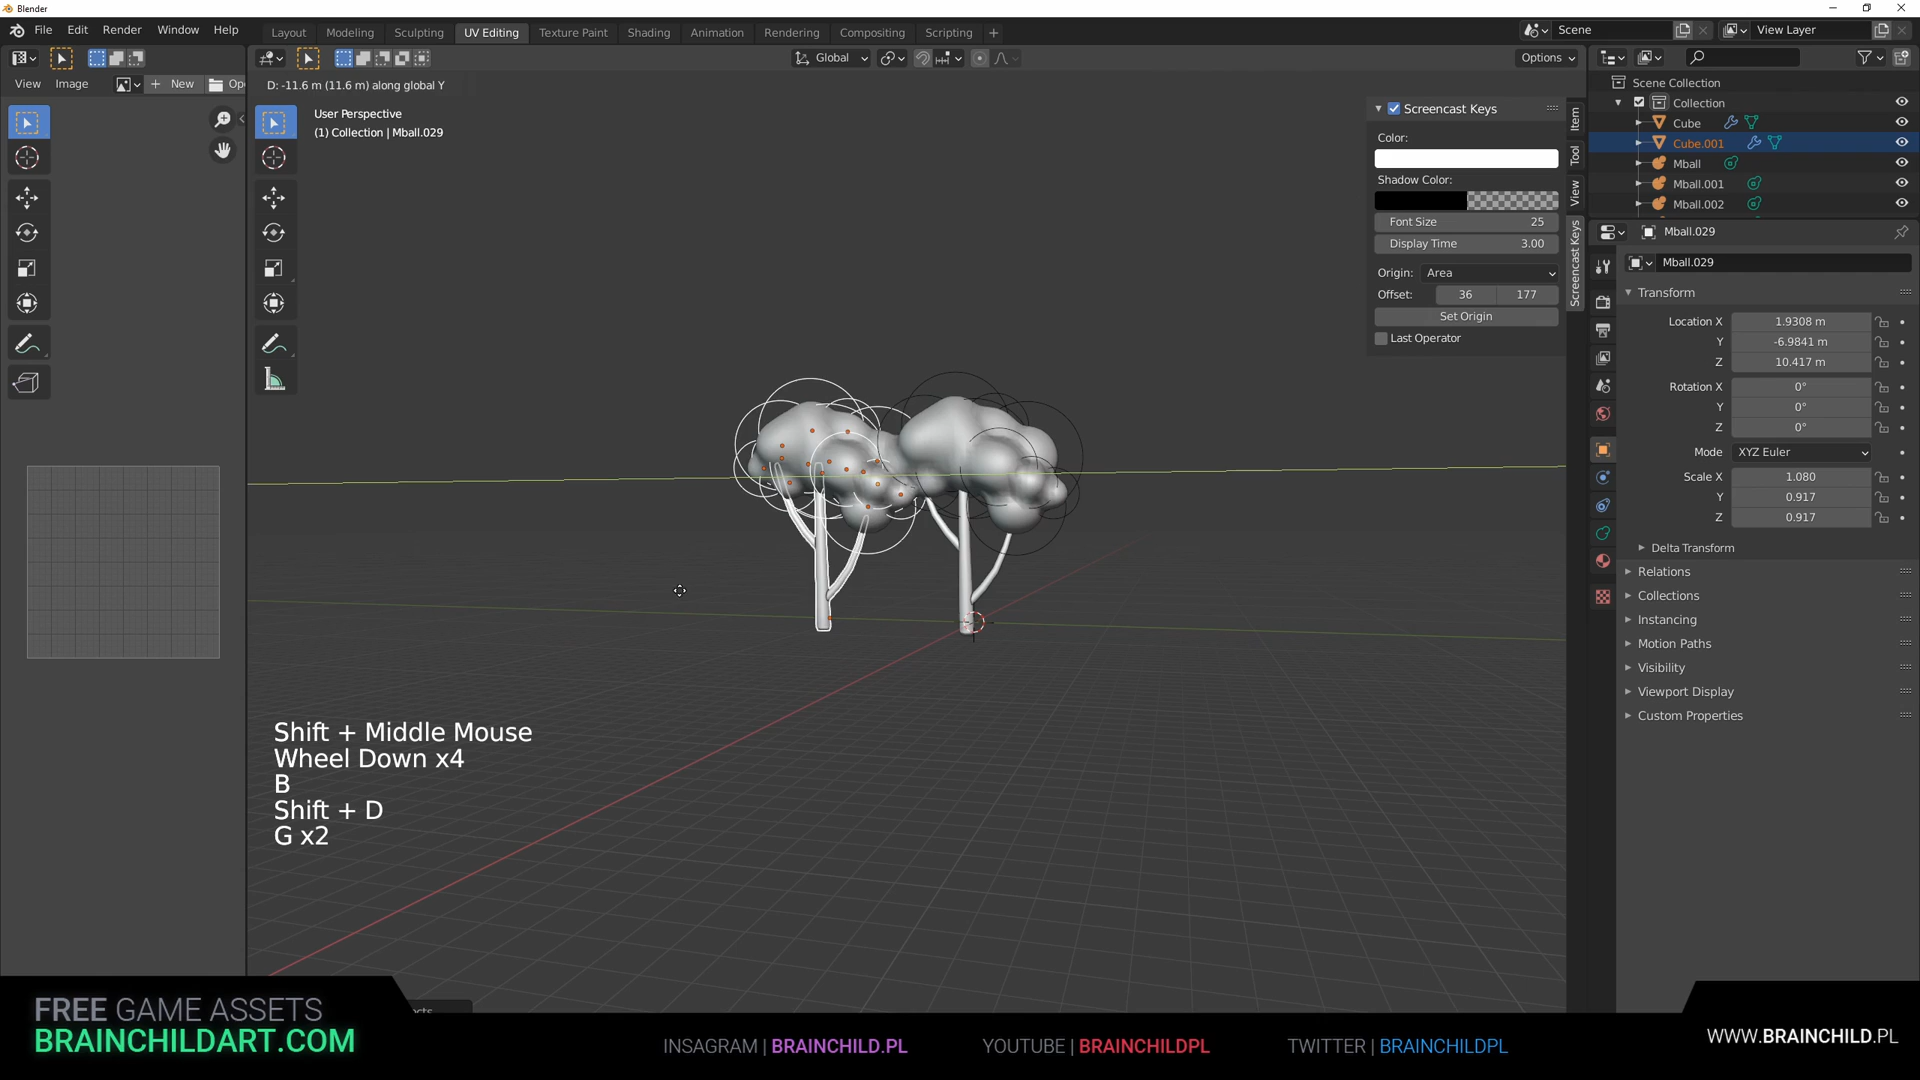 Blender
File Edit Render Window Help
Layout Modeling Sculpting UV Editing Texture Paint Shading Animation Rendering Compositing Scripting +
Scene
View Layer
Global
Options
View Image
New
Op
D: -11.6 m (11.6 m) along global Y
User Perspective
(1) Collection | Mball.029
Screencast Keys
Color:
Shadow Color:
Font Size 25
Display Time 3.00
Origin: Area
Offset: 36 177
Set Origin
Last Operator
Item
Tool
View
Screencast Keys
Scene Collection
Collection
Cube
Cube.001
Mball
Mball.001
Mball.002
Mball.029
Mball.029
Transform
Location X 1.9308 m
Y -6.9841 m
Z 10.417 m
Rotation X 0°
Y 0°
Z 0°
Mode XYZ Euler
Scale X 1.080
Y 0.917
Z 0.917
Delta Transform
Relations
Collections
Instancing
Motion Paths
Visibility
Viewport Display
Custom Properties
Shift + Middle Mouse
Wheel Down x4
B
Shift + D
G x2
FREE GAME ASSETS
BRAINCHILDART.COM
INSAGRAM | BRAINCHILD.PL
YOUTUBE | BRAINCHILDPL
TWITTER | BRAINCHILDPL
WWW.BRAINCHILD.PL